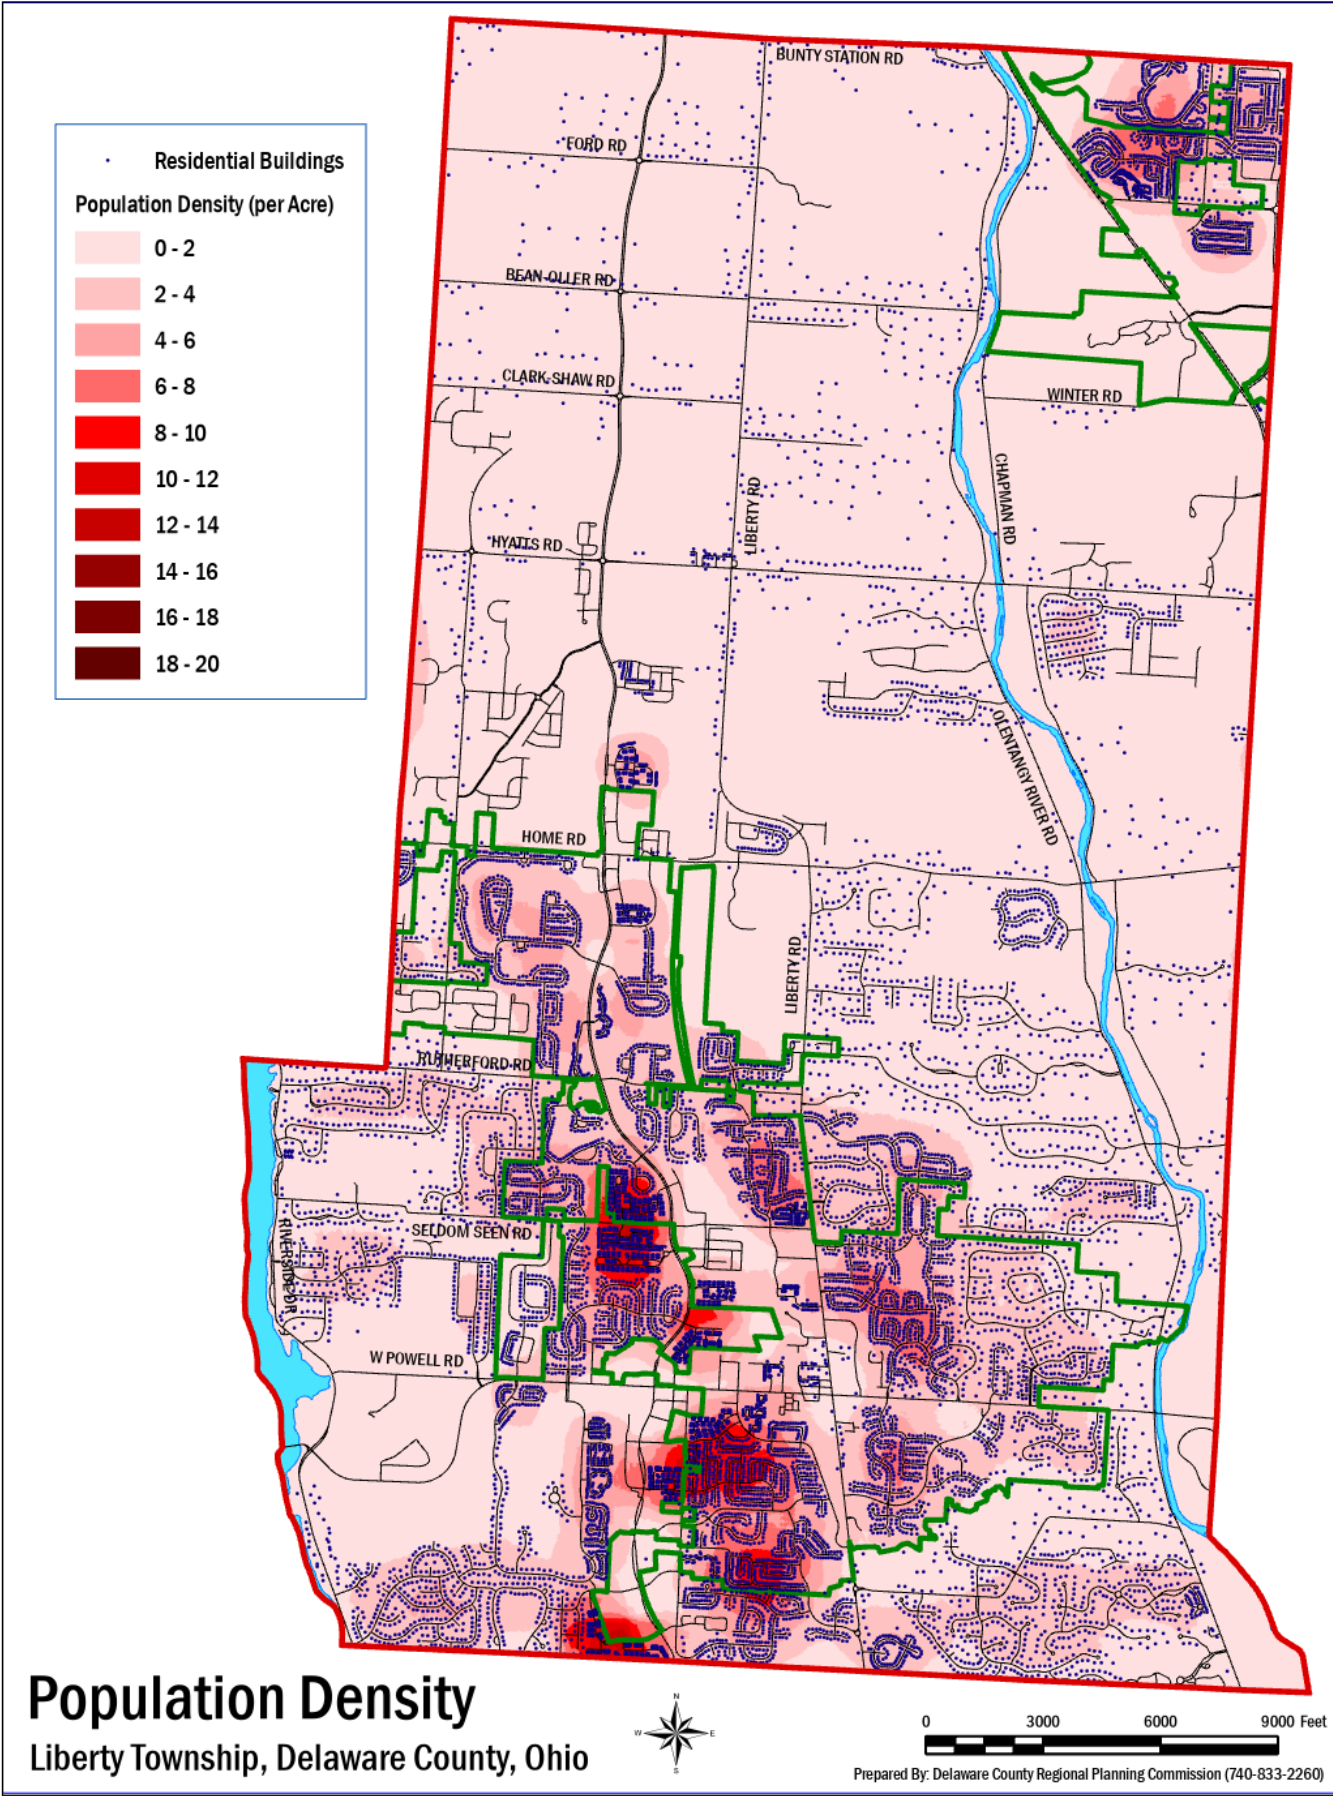 BUNTY STATION RD
Residential Buildings
Population Density (per Acre)
0 - 2
2 - 4
4 - 6
6 - 8
8 - 10
10 - 12
12 - 14
14 - 16
16 - 18
18 - 20
FORD RD
BEAN-OLLER RD
CLARK-SHAW RD
WINTER RD
LIBERTY RD
CHAPMAN RD
HYATTS RD
OLENTANGY RIVER RD
HOME RD
LIBERTY RD
RUTHERFORD RD
SELDOM SEEN RD
RIVERSIDE DR
W POWELL RD
Population Density
Liberty Township, Delaware County, Ohio
N
W E
S
0 3000 6000 9000 Feet
Prepared By: Delaware County Regional Planning Commission (740-833-2260)